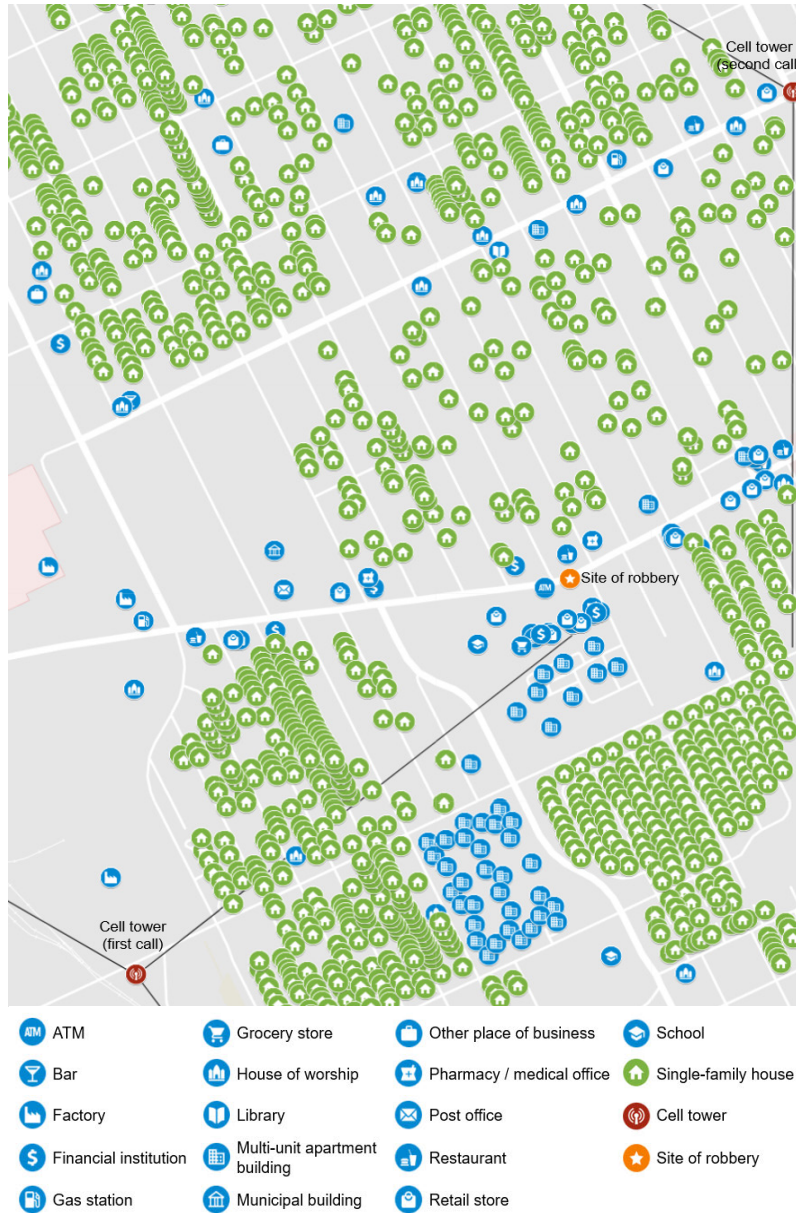 Cell tower
(second call)
Site of robbery
ATM
Cell tower
(first call)
ATM ATM
Bar
Factory
$ Financial institution
Gas station
Grocery store
House of worship
Library
Multi-unit apartment
building
Municipal building
Other place of business
Pharmacy / medical office
Post office
Restaurant
Retail store
School
Single-family house
Cell tower
Site of robbery